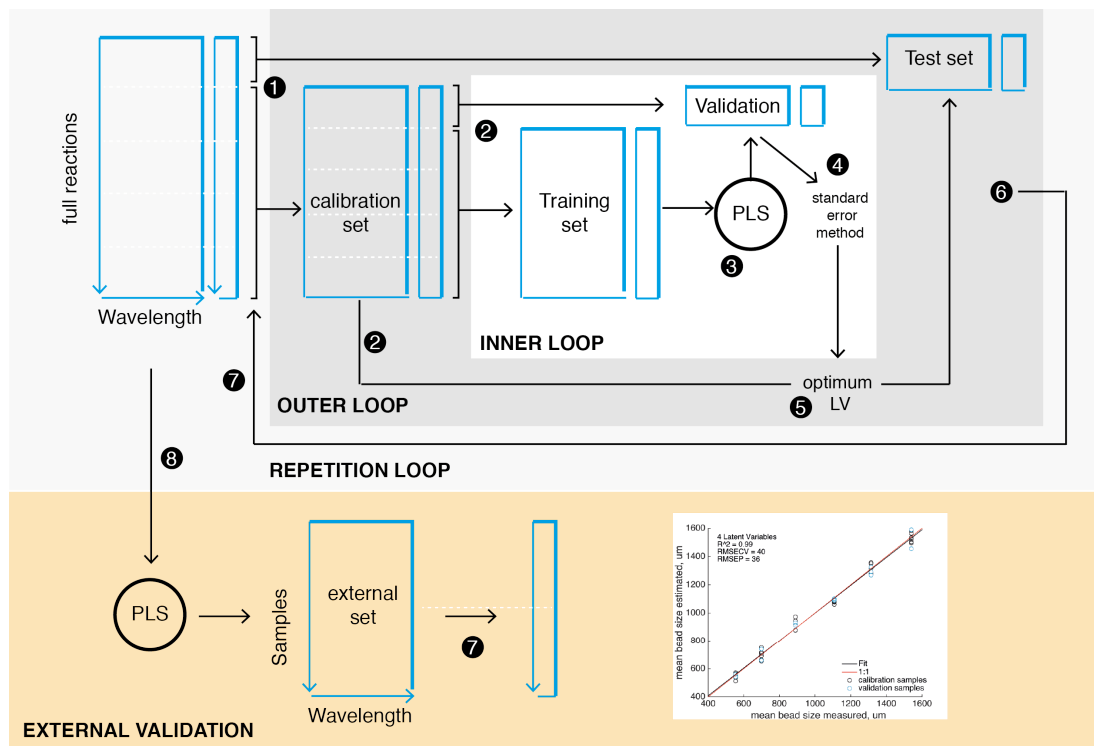 full reactions
Wavelength
1
Test set
calibration
set
2
Validation
2
Training
set
PLS
3
4
standard
error
method
6
INNER LOOP
7
optimum
LV
5
OUTER LOOP
REPETITION LOOP
8
PLS
Samples
external
set
Wavelength
7
mean bead size estimated, um
1600
1400
1200
1000
800
600
400
4 Latent Variables
R^2 = 0.99
RMSECV = 40
RMSEP = 36
Fit
1:1
calibration samples
validation samples
400 600 800 1000 1200 1400 1600
mean bead size measured, um
EXTERNAL VALIDATION